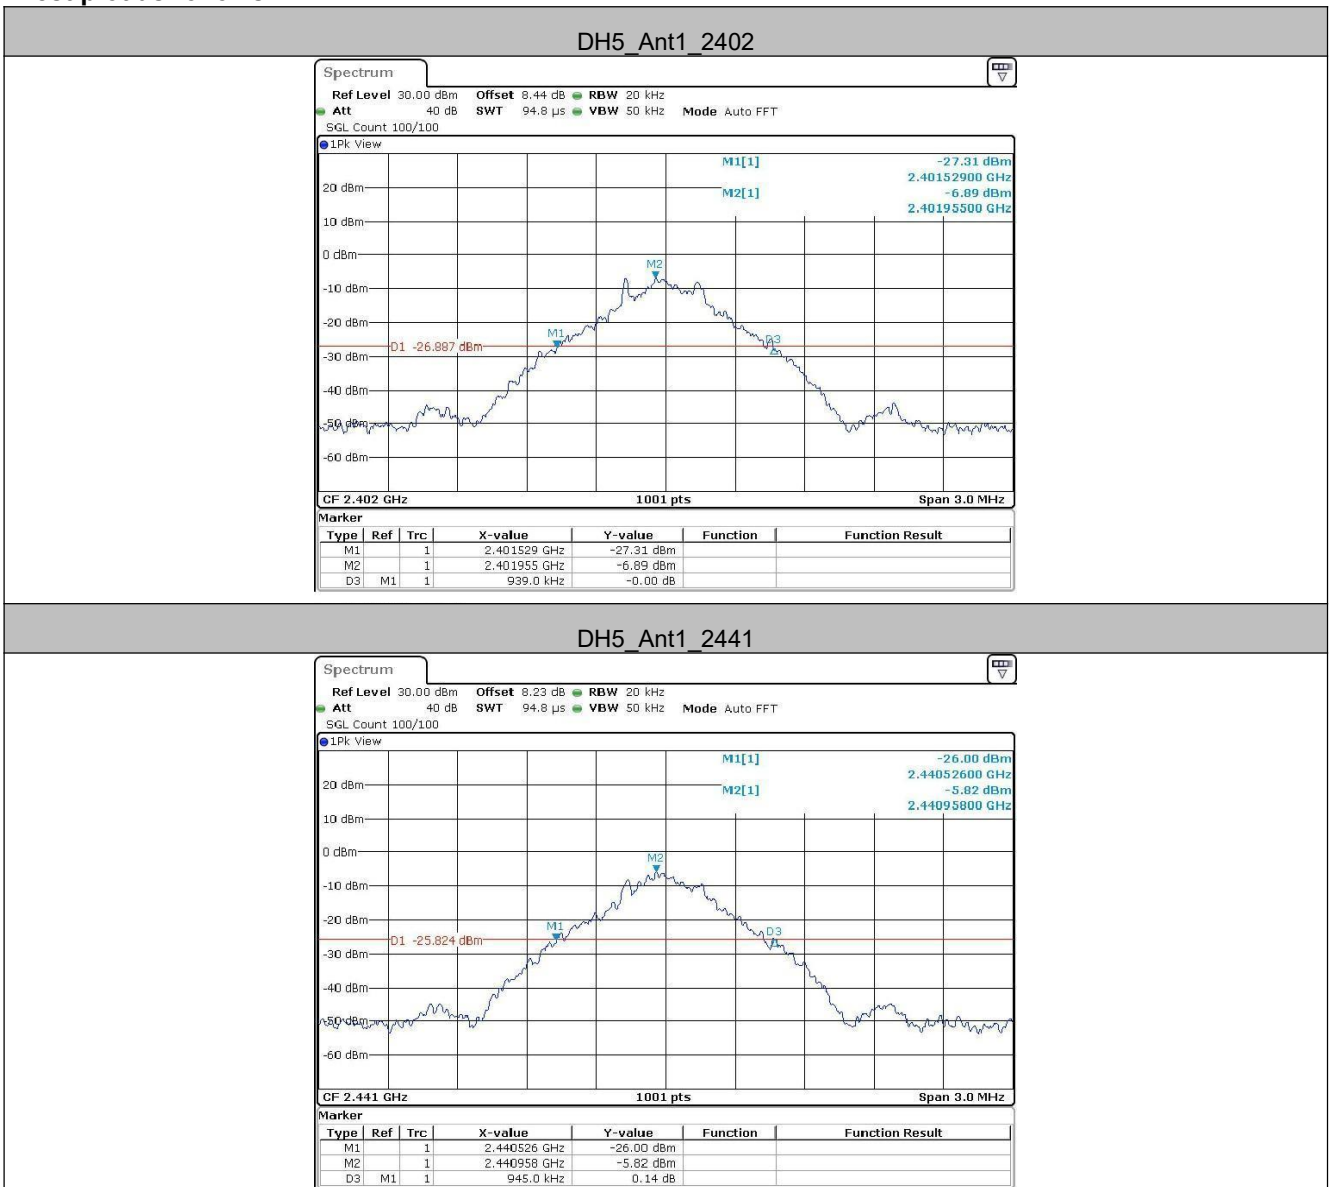 DH5_Ant1_2402
Spectrum
Ref Level 30.00 dBm Offset 8.44 dB RBW 20 kHz
Att 40 dB SWT 94.8 µs VBW 50 kHz Mode Auto FFT
SGL Count 100/100
1Pk View
M1[1] -27.31 dBm
2.40152900 GHz
20 dBm M2[1] -6.89 dBm
2.40195500 GHz
10 dBm
0 dBm
M2
-10 dBm
-20 dBm
M1 D3
D1 -26.887 dBm
-30 dBm
-40 dBm
-50 dBm
-60 dBm
CF 2.402 GHz 1001 pts Span 3.0 MHz
Marker
Type Ref Trc X-value Y-value Function Function Result
M1 1 2.401529 GHz -27.31 dBm
M2 1 2.401955 GHz -6.89 dBm
D3 M1 1 939.0 kHz -0.00 dB
DH5_Ant1_2441
Spectrum
Ref Level 30.00 dBm Offset 8.23 dB RBW 20 kHz
Att 40 dB SWT 94.8 µs VBW 50 kHz Mode Auto FFT
SGL Count 100/100
1Pk View
M1[1] -26.00 dBm
2.44052600 GHz
20 dBm M2[1] -5.82 dBm
2.44095800 GHz
10 dBm
0 dBm
M2
-10 dBm
-20 dBm
M1 D3
D1 -25.824 dBm
-30 dBm
-40 dBm
-50 dBm
-60 dBm
CF 2.441 GHz 1001 pts Span 3.0 MHz
Marker
Type Ref Trc X-value Y-value Function Function Result
M1 1 2.440526 GHz -26.00 dBm
M2 1 2.440958 GHz -5.82 dBm
D3 M1 1 945.0 kHz 0.14 dB